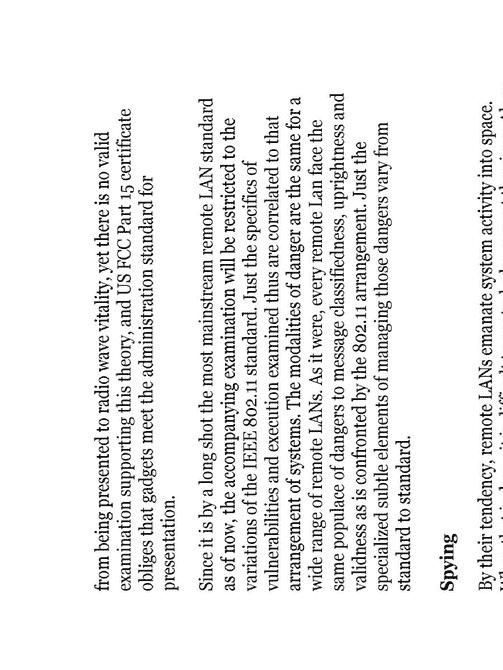 from being presented to radio wave vitality, yet there is no valid
examination supporting this theory, and US FCC Part 15 certificate
obliges that gadgets meet the administration standard for
presentation.
Since it is by a long shot the most mainstream remote LAN standard
as of now, the accompanying examination will be restricted to the
variations of the IEEE 802.11 standard. Just the specifics of
vulnerabilities and execution examined thus are correlated to that
arrangement of systems. The modalities of danger are the same for a
wide range of remote LANs. As it were, every remote Lan face the
same populace of dangers to message classifiedness, uprightness and
validness as is confronted by the 802.11 arrangement. Just the
specialized subtle elements of managing those dangers vary from
standard to standard.
Spying
By their tendency, remote LANs emanate system activity into space.